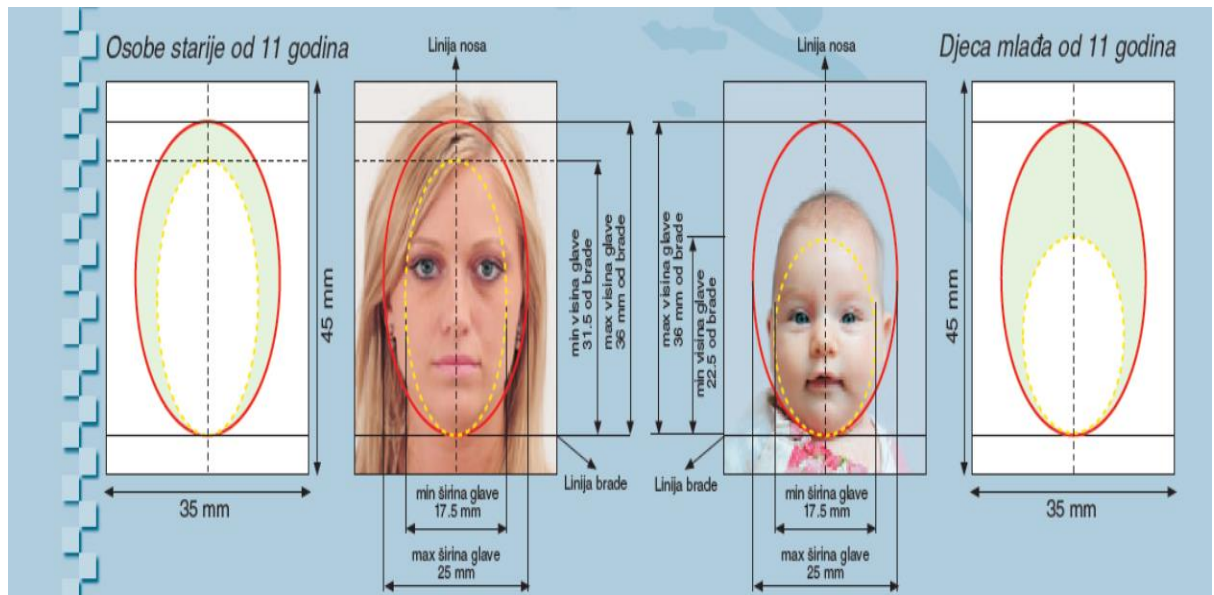 Osobe starije od 11 godina
Linija nosa
Linija nosa
Djeca mlađa od 11 godina
45 mm
min visina glave
31.5 od brade
max visina glave
36 mm od brade
max visina glave
36 mm od brade
min visina glave
22.5 od brade
45 mm
35 mm
Linija brade
Linija brade
35 mm
min širina glave
17.5 mm
max širina glave
25 mm
min širina glave
17.5 mm
max širina glave
25 mm